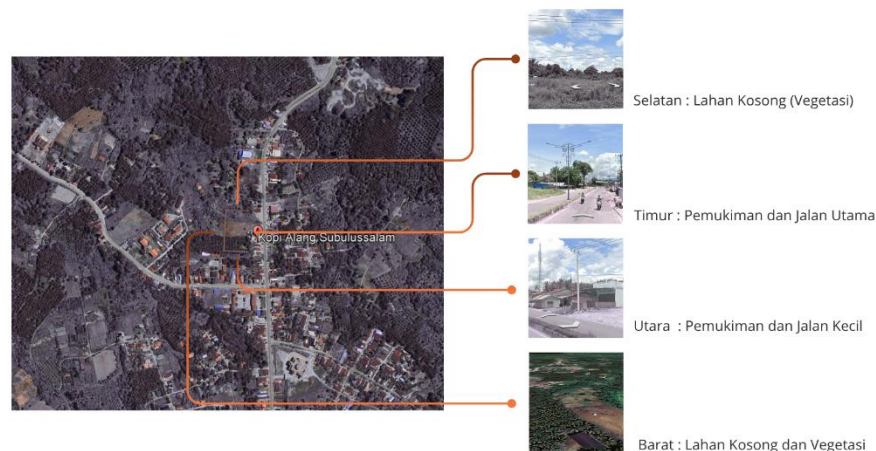 Selatan : Lahan Kosong (Vegetasi)
Timur : Pemukiman dan Jalan Utama
Kopi Alang Subulussalam
Utara : Pemukiman dan Jalan Kecil
Barat : Lahan Kosong dan Vegetasi